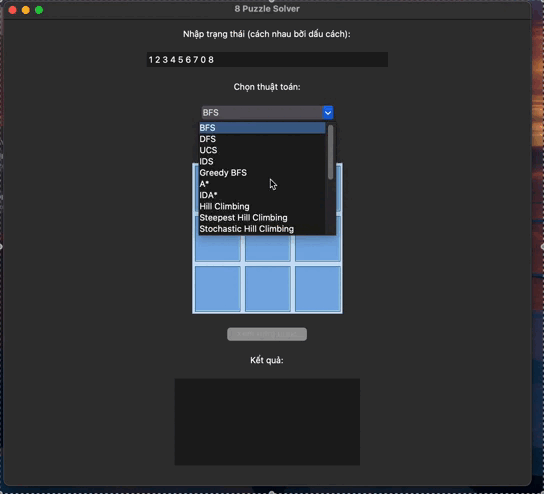 8 Puzzle Solver
Nhập trạng thái (cách nhau bởi dấu cách):
1 2 3 4 5 6 7 0 8
Chọn thuật toán:
BFS
BFS
DFS
UCS
IDS
Greedy BFS
A*
IDA*
Hill Climbing
Steepest Hill Climbing
Stochastic Hill Climbing
Kết quả: